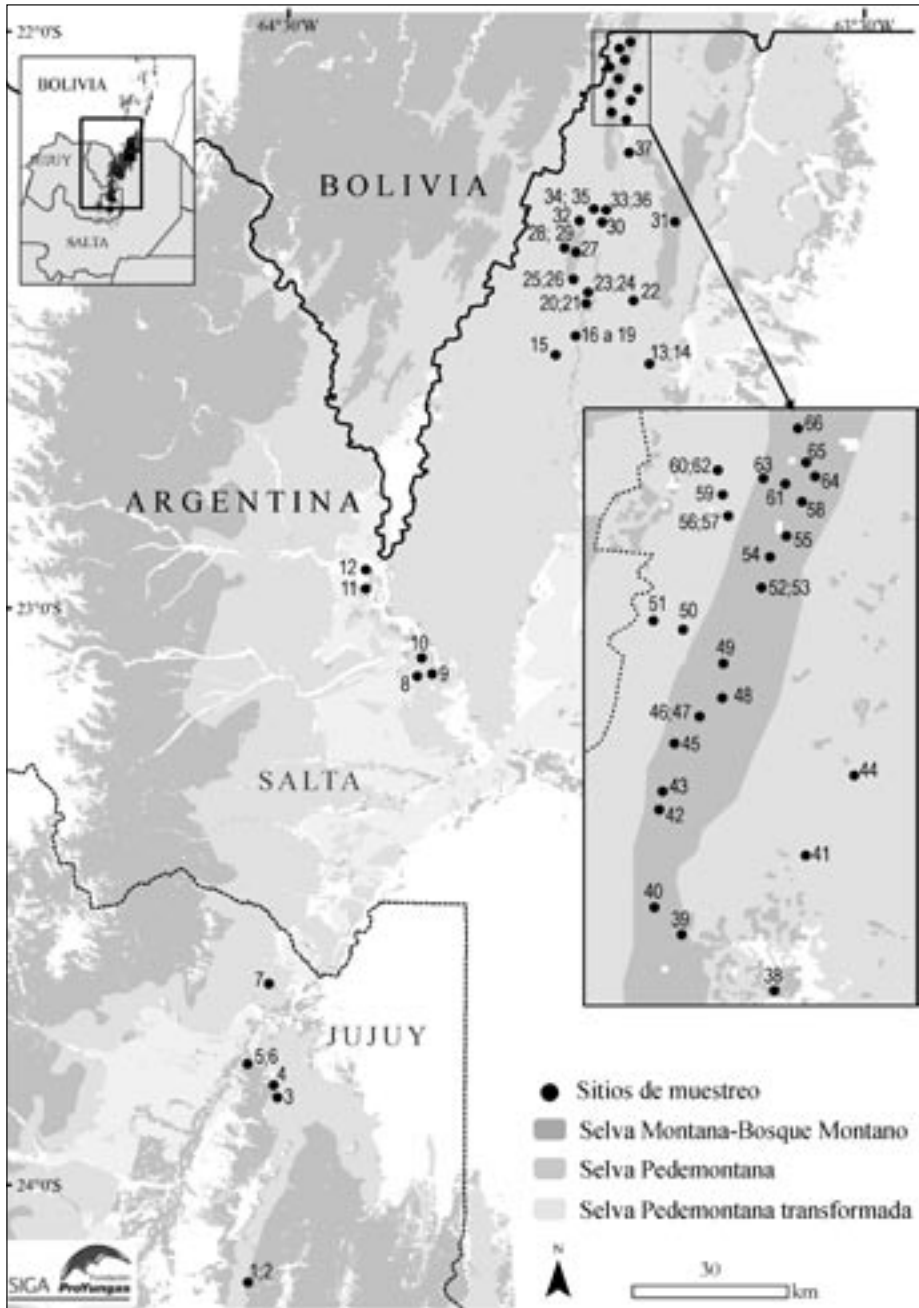 64°30'W
63°30'W
22°0'S
BOLIVIA
JUJUY
SALTA
BOLIVIA
37
34; 35
33;36
32
30
31
28; 29
27
25;26
23;24
22
20;21
16 a 19
15
13;14
ARGENTINA
12
11
23°0'S
10
8
9
SALTA
66
65
60;62
63
64
61
59
58
56;57
55
54
52;53
51
50
49
48
46;47
45
44
43
42
41
40
39
38
7
JUJUY
5;6
4
3
24°0'S
1;2
Sitios de muestreo
Selva Montana-Bosque Montano
Selva Pedemontana
Selva Pedemontana transformada
N
30
km
SIGA
Fundación
ProYungas